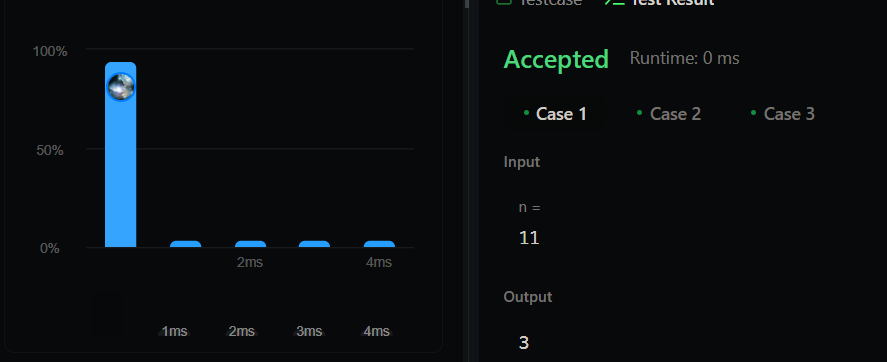 Testcase
Test Result
100%
50%
0%
2ms 4ms
1ms 2ms 3ms 4ms
Accepted Runtime: 0 ms
Case 1 Case 2 Case 3
Input
n =
11
Output
3